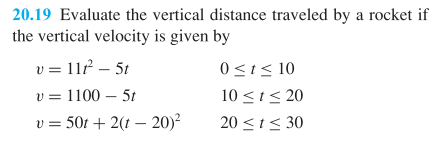 20.19 Evaluate the vertical distance traveled by a rocket if
the vertical velocity is given by
v = 11t² – 5t 0 ≤ t ≤ 10
v = 1100 – 5t 10 ≤ t ≤ 20
v = 50t + 2(t – 20)² 20 ≤ t ≤ 30